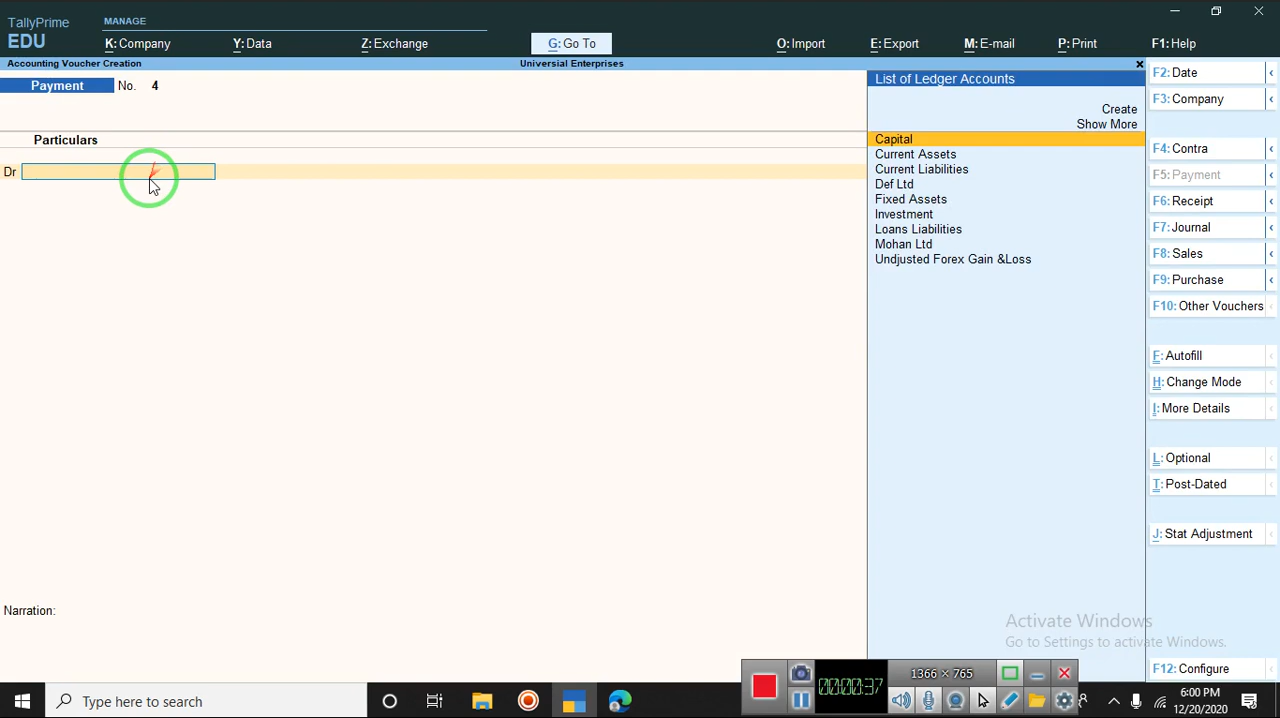 TallyPrime
EDU
MANAGE
K: Company
Y: Data
Z: Exchange
G: Go To
O: Import
E: Export
M: E-mail
P: Print
F1: Help
Accounting Voucher Creation
Universial Enterprises
Payment No. 4
Particulars
Dr
Narration:
List of Ledger Accounts
Create
Show More
Capital
Current Assets
Current Liabilities
Def Ltd
Fixed Assets
Investment
Loans Liabilities
Mohan Ltd
Undjusted Forex Gain &Loss
F2: Date
F3: Company
F4: Contra
F5: Payment
F6: Receipt
F7: Journal
F8: Sales
F9: Purchase
F10: Other Vouchers
F: Autofill
H: Change Mode
I: More Details
L: Optional
T: Post-Dated
J: Stat Adjustment
F12: Configure
Activate Windows
Go to Settings to activate Windows.
00:00:37
1366 × 765
Type here to search
6:00 PM
12/20/2020